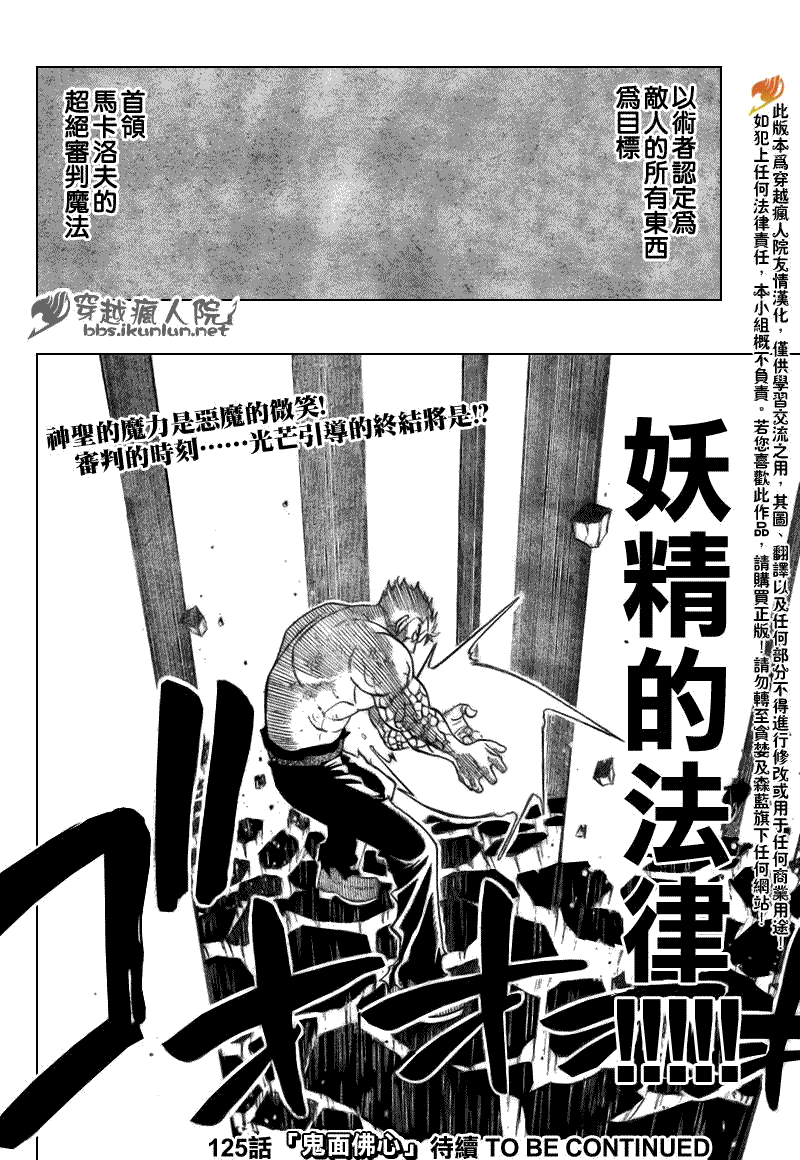 以術者認定爲
敵人的所有東西
爲目標
首領
馬卡洛夫的
超絕審判魔法
穿越瘋人院
bbs.ikunlun.net
神聖的魔力是惡魔的微笑!
審判的時刻……光芒引導的終結將是!?
妖精的法律!!!!!
ゴオオオ
125話「鬼面佛心」待續 TO BE CONTINUED
此版本爲穿越瘋人院友情漢化，僅供學習交流之用，其圖、翻譯以及任何部分不得進行修改或用于任何商業用途！
如犯上任何法律責任，本小組概不負責。若您喜歡此作品，請購買正版！請勿轉至貪婪及森藍旗下任何網站！